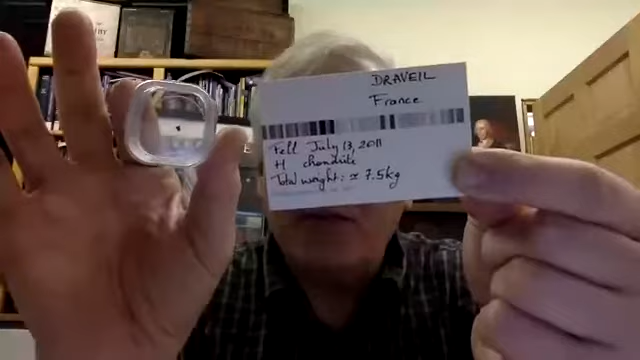 DRAVEIL
France
Fell July 13, 2011
H chondrite
Total weight: ≈ 7.5kg